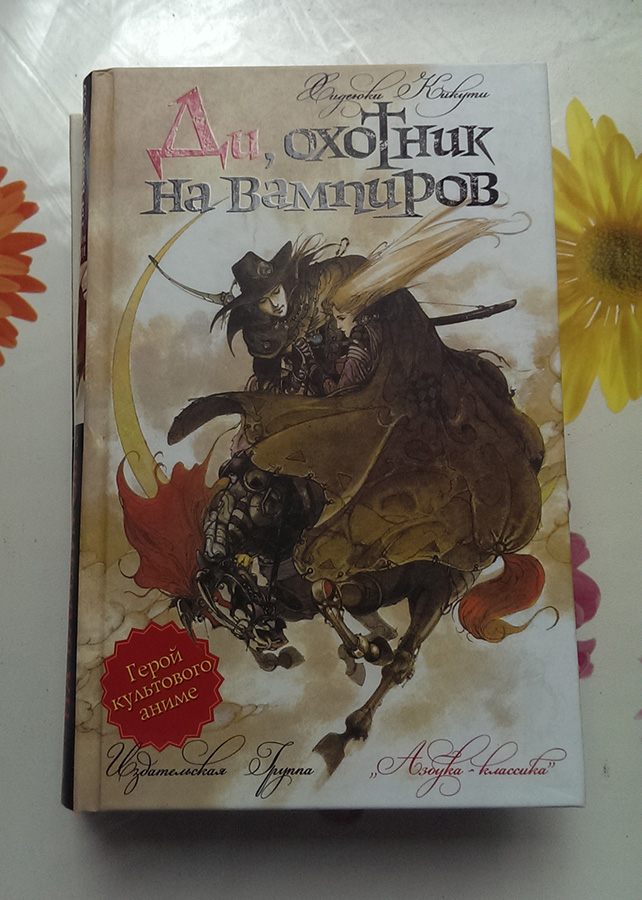 Хидеюки Кикути
Ди, охотник
на вампиров
Герой
культового
аниме
Издательская Группа „Азбука-классика"